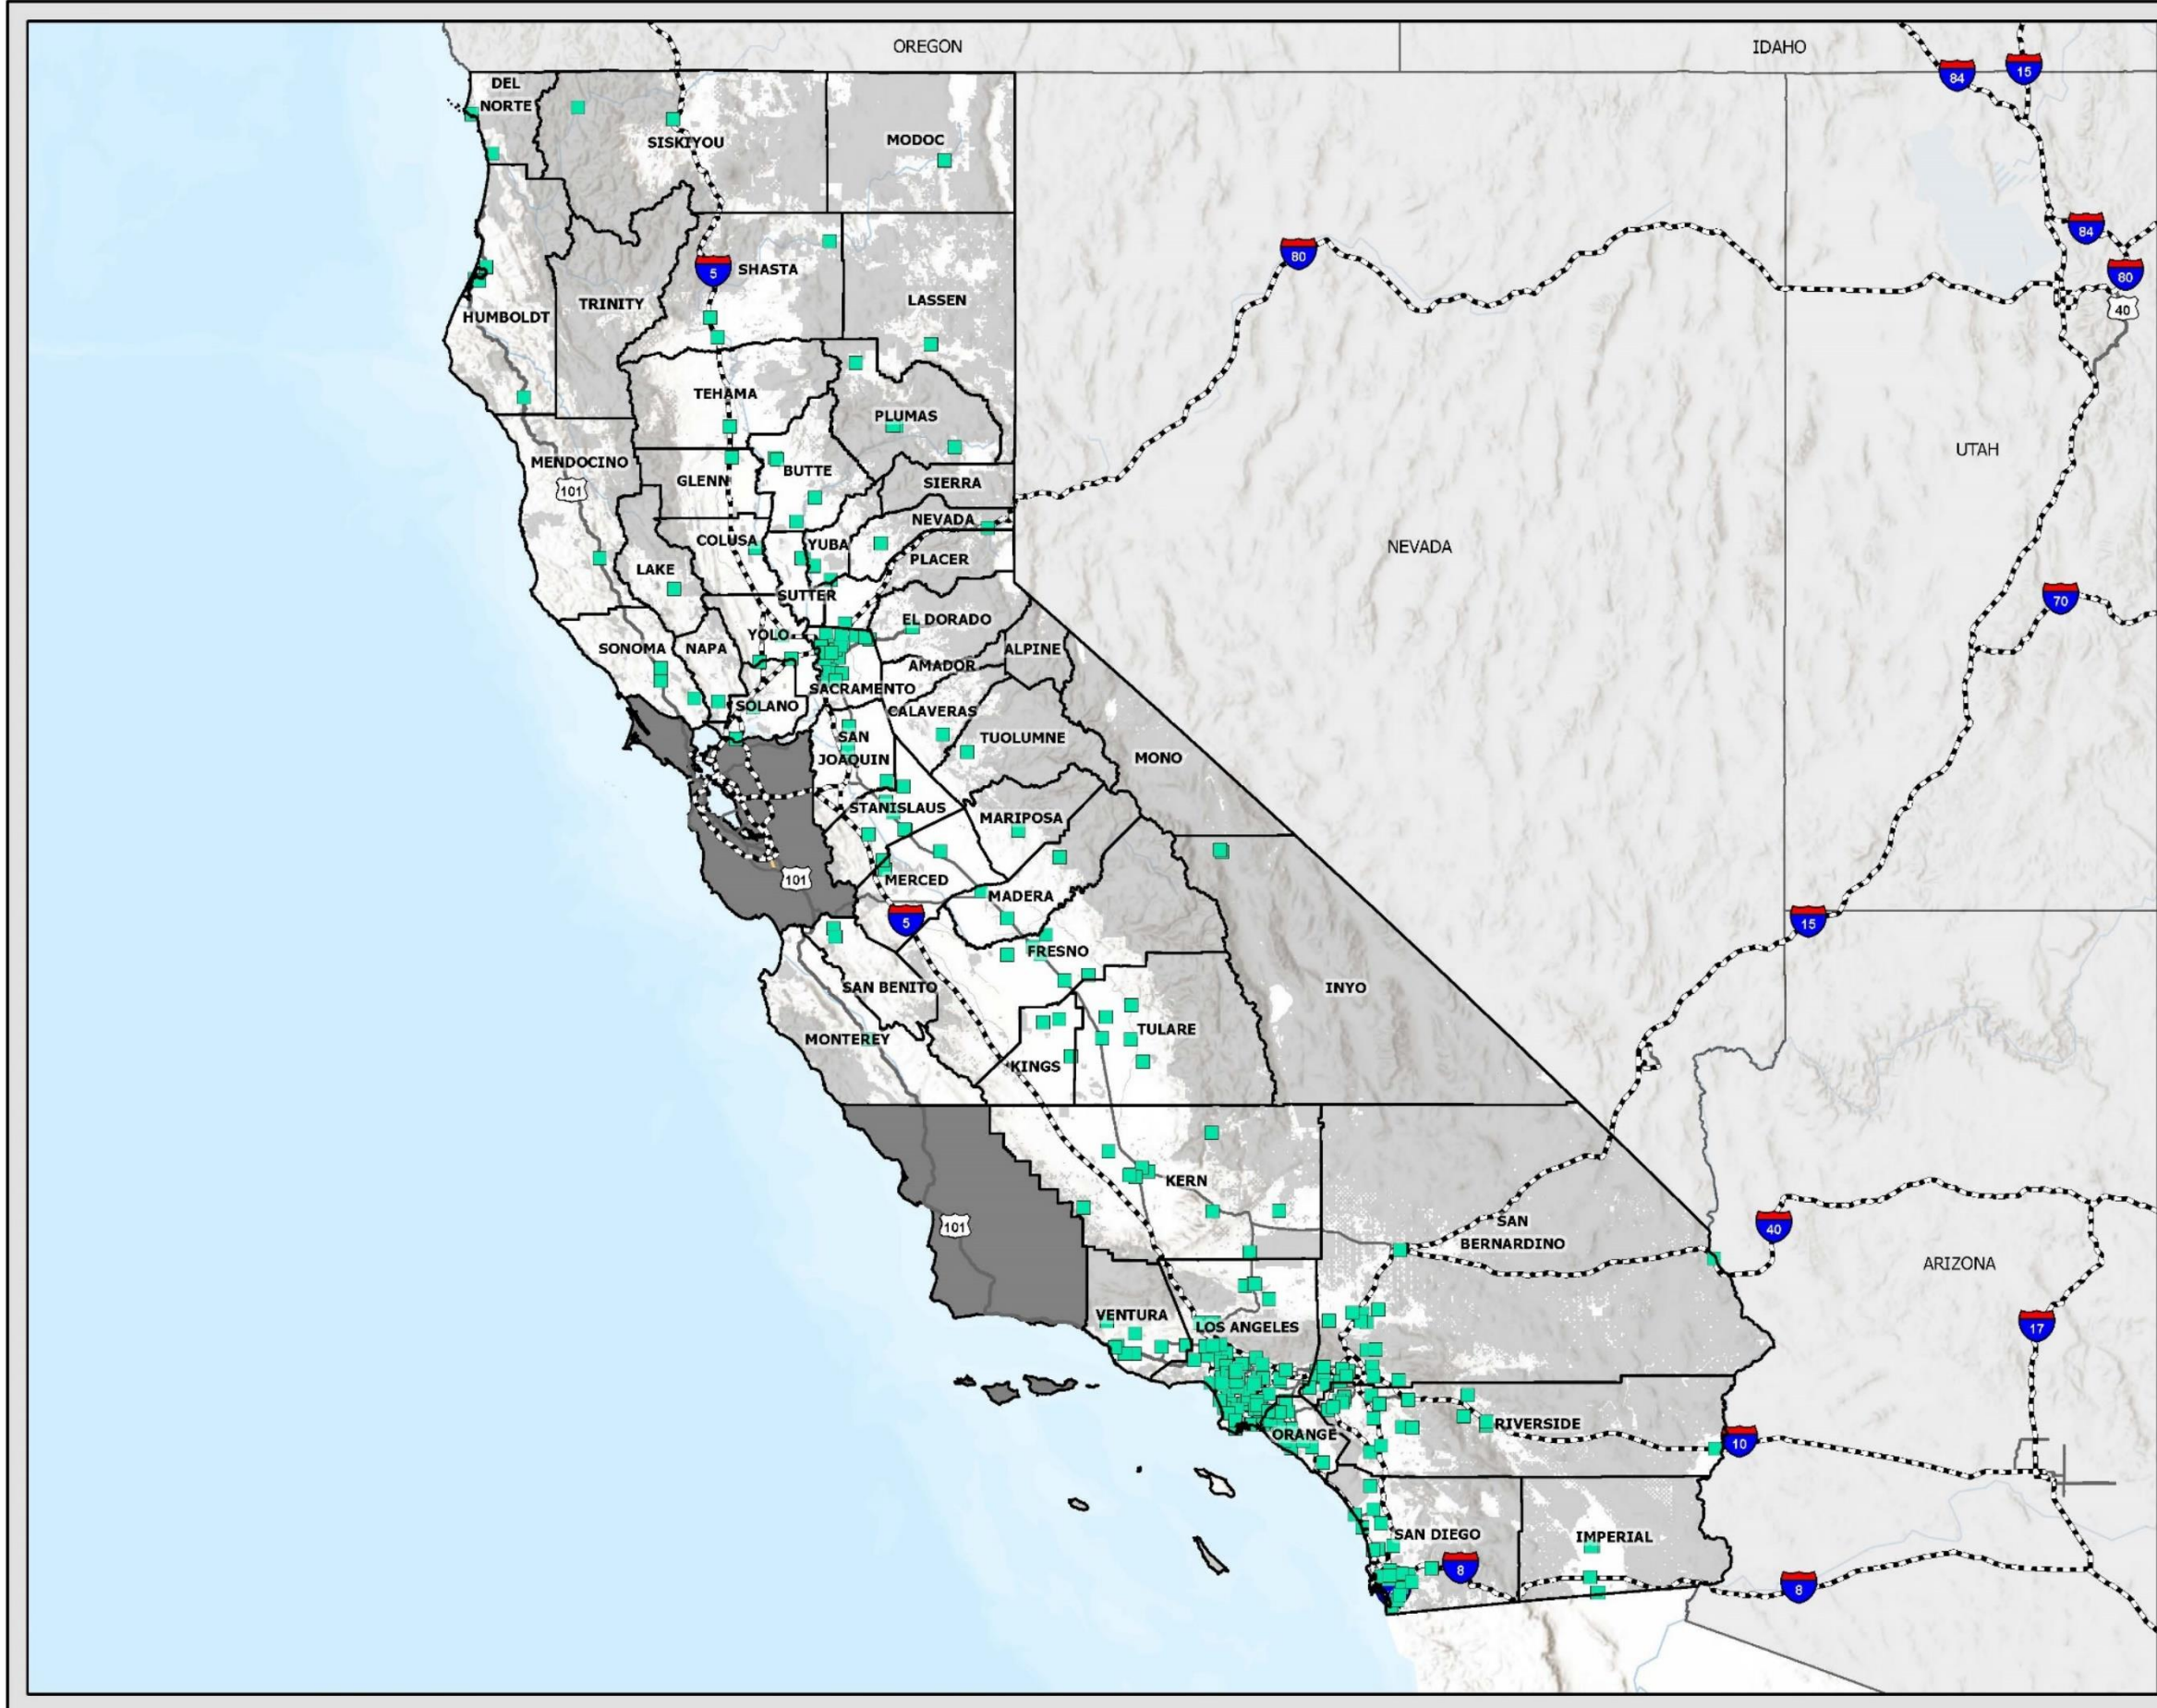 OREGON
IDAHO
84
15
DEL
NORTE
SISKIYOU
MODOC
84
80
5
SHASTA
80
40
TRINITY
LASSEN
HUMBOLDT
TEHAMA
PLUMAS
UTAH
MENDOCINO
BUTTE
GLENN
SIERRA
101
NEVADA
COLUSA
YUBA
NEVADA
PLACER
LAKE
SUTTER
70
EL DORADO
YOLO
SONOMA
NAPA
ALPINE
AMADOR
SACRAMENTO
SOLANO
CALAVERAS
SAN
JOAQUIN
TUOLUMNE
MONO
STANISLAUS
MARIPOSA
101
MERCED
MADERA
5
15
FRESNO
SAN BENITO
INYO
MONTEREY
TULARE
KINGS
KERN
101
SAN
BERNARDINO
40
ARIZONA
VENTURA
LOS ANGELES
17
RIVERSIDE
ORANGE
10
SAN DIEGO
IMPERIAL
8
8